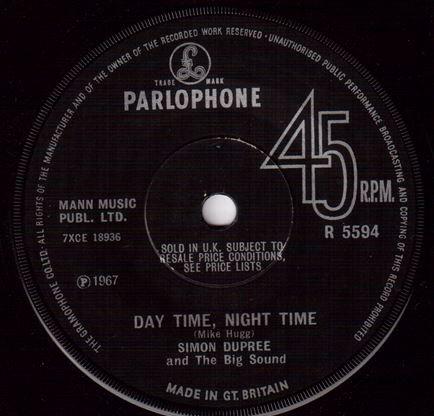 ALL RIGHTS OF THE MANUFACTURER AND OF THE OWNER OF THE RECORDED WORK RESERVED · UNAUTHORISED PUBLIC PERFORMANCE BROADCASTING AND COPYING OF THIS RECORD PROHIBITED
THE GRAMOPHONE CO. LTD.
£
TRADE MARK
PARLOPHONE
45
R.P.M.
MANN MUSIC
PUBL. LTD.
R 5594
7XCE 18936
SOLD IN U.K. SUBJECT TO
RESALE PRICE CONDITIONS,
SEE PRICE LISTS
Ⓟ1967
DAY TIME, NIGHT TIME
(Mike Hugg)
SIMON DUPREE
and The Big Sound
MADE IN GT. BRITAIN